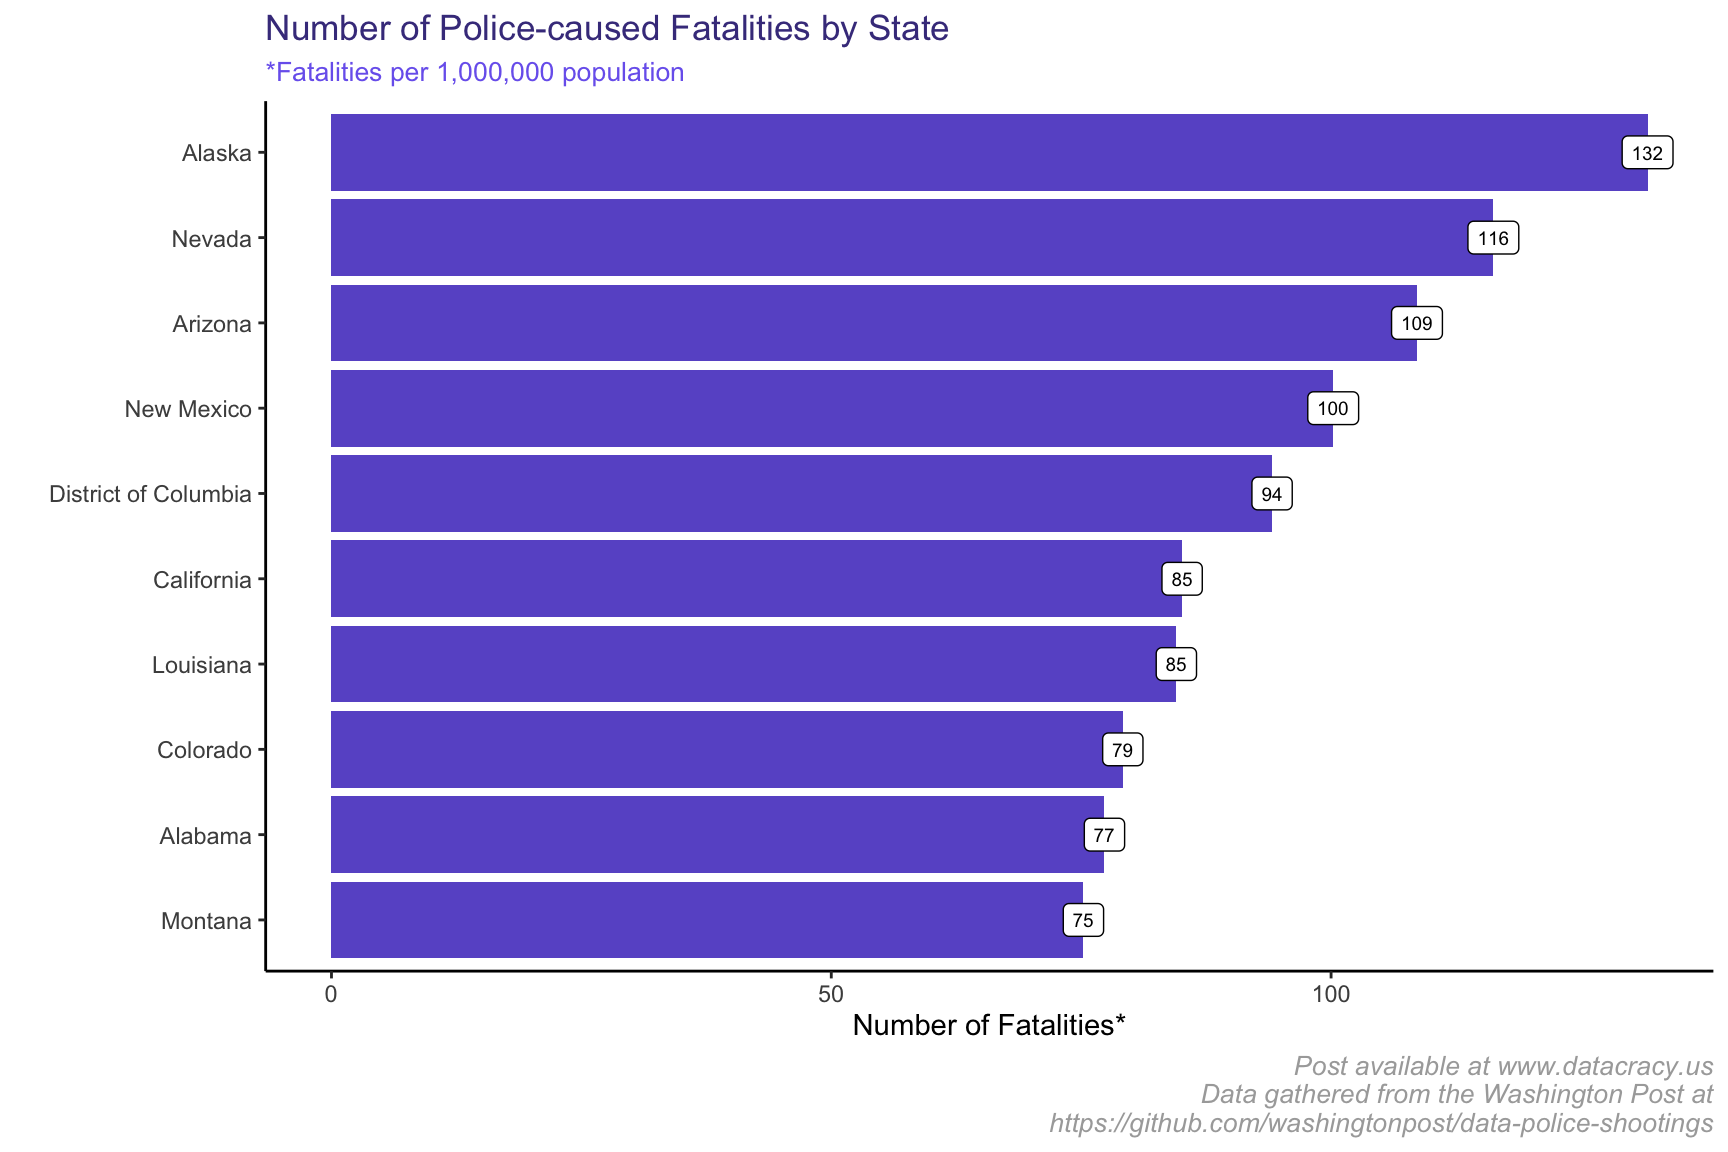 Number of Police-caused Fatalities by State
*Fatalities per 1,000,000 population
Alaska 132
Nevada 116
Arizona 109
New Mexico 100
District of Columbia 94
California 85
Louisiana 85
Colorado 79
Alabama 77
Montana 75
0 50 100
Number of Fatalities*
Post available at www.datacracy.us
Data gathered from the Washington Post at
https://github.com/washingtonpost/data-police-shootings